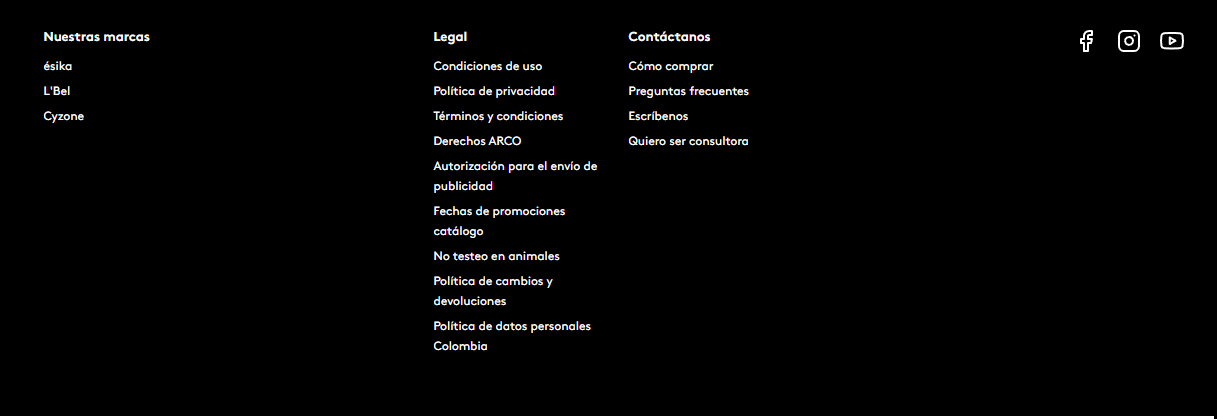 Nuestras marcas
ésika
L'Bel
Cyzone
Legal
Condiciones de uso
Política de privacidad
Términos y condiciones
Derechos ARCO
Autorización para el envío de
publicidad
Fechas de promociones
catálogo
No testeo en animales
Política de cambios y
devoluciones
Política de datos personales
Colombia
Contáctanos
Cómo comprar
Preguntas frecuentes
Escríbenos
Quiero ser consultora